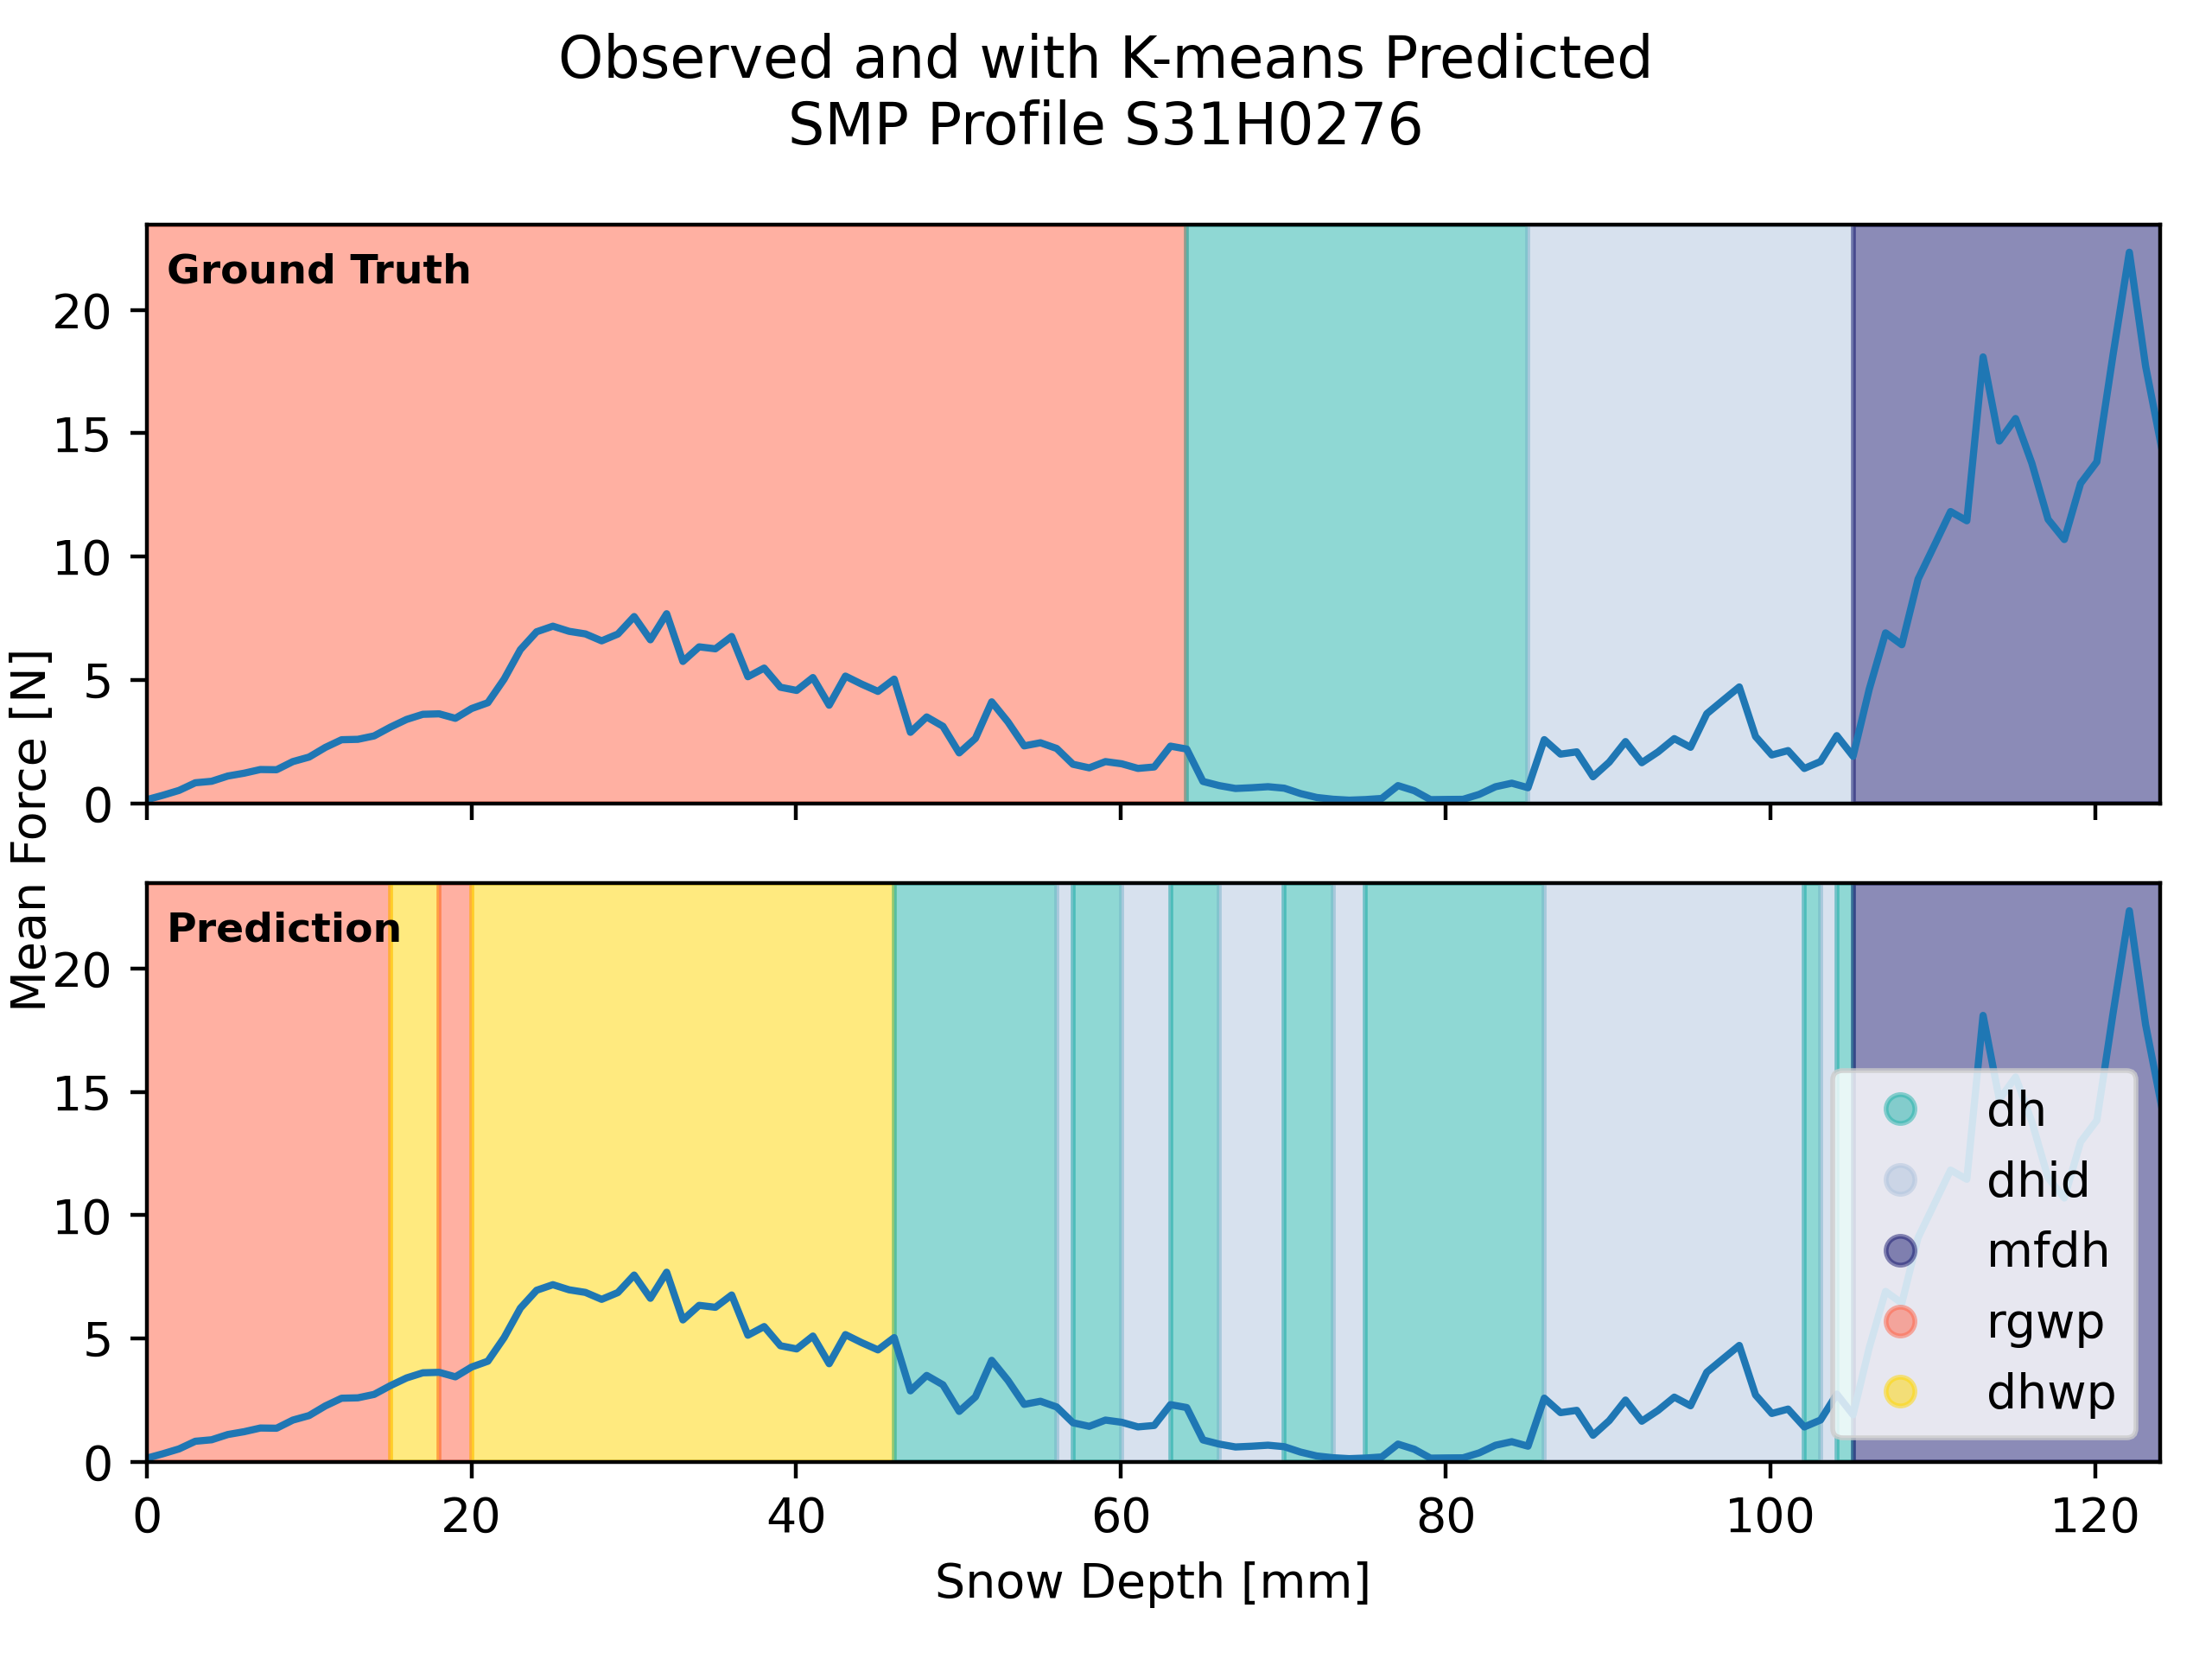 Observed and with K-means Predicted
SMP Profile S31H0276
Ground Truth
20
15
10
5
0
Mean Force [N]
Prediction
20
15
10
5
0
dh
dhid
mfdh
rgwp
dhwp
0 20 40 60 80 100 120
Snow Depth [mm]